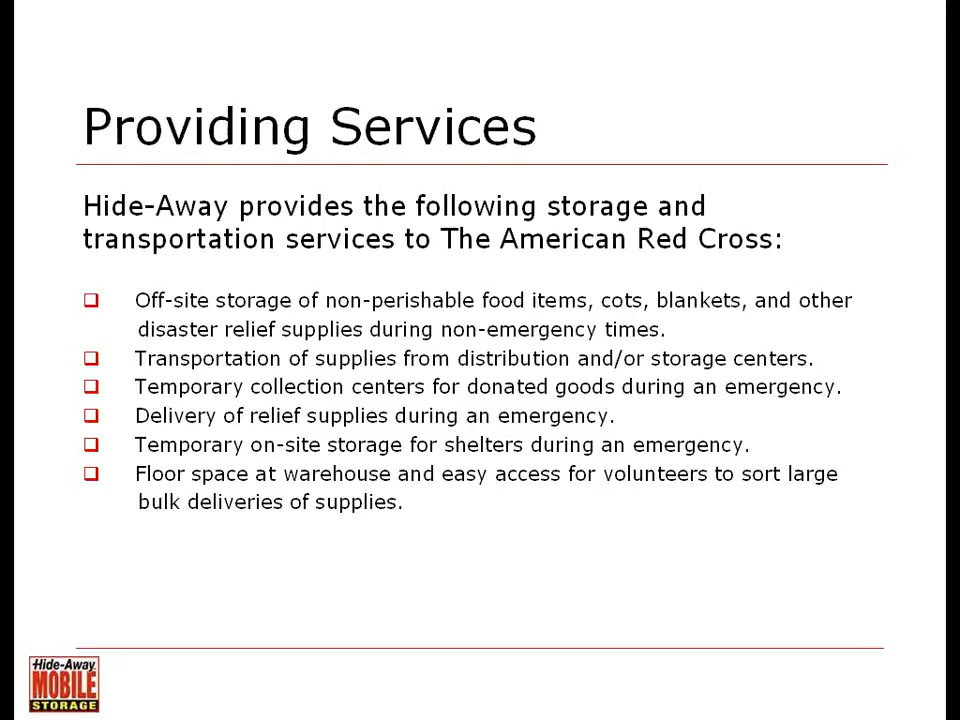 Providing Services
Hide-Away provides the following storage and
transportation services to The American Red Cross:
Off-site storage of non-perishable food items, cots, blankets, and other
disaster relief supplies during non-emergency times.
Transportation of supplies from distribution and/or storage centers.
Temporary collection centers for donated goods during an emergency.
Delivery of relief supplies during an emergency.
Temporary on-site storage for shelters during an emergency.
Floor space at warehouse and easy access for volunteers to sort large
bulk deliveries of supplies.
Hide-Away
MOBILE
STORAGE